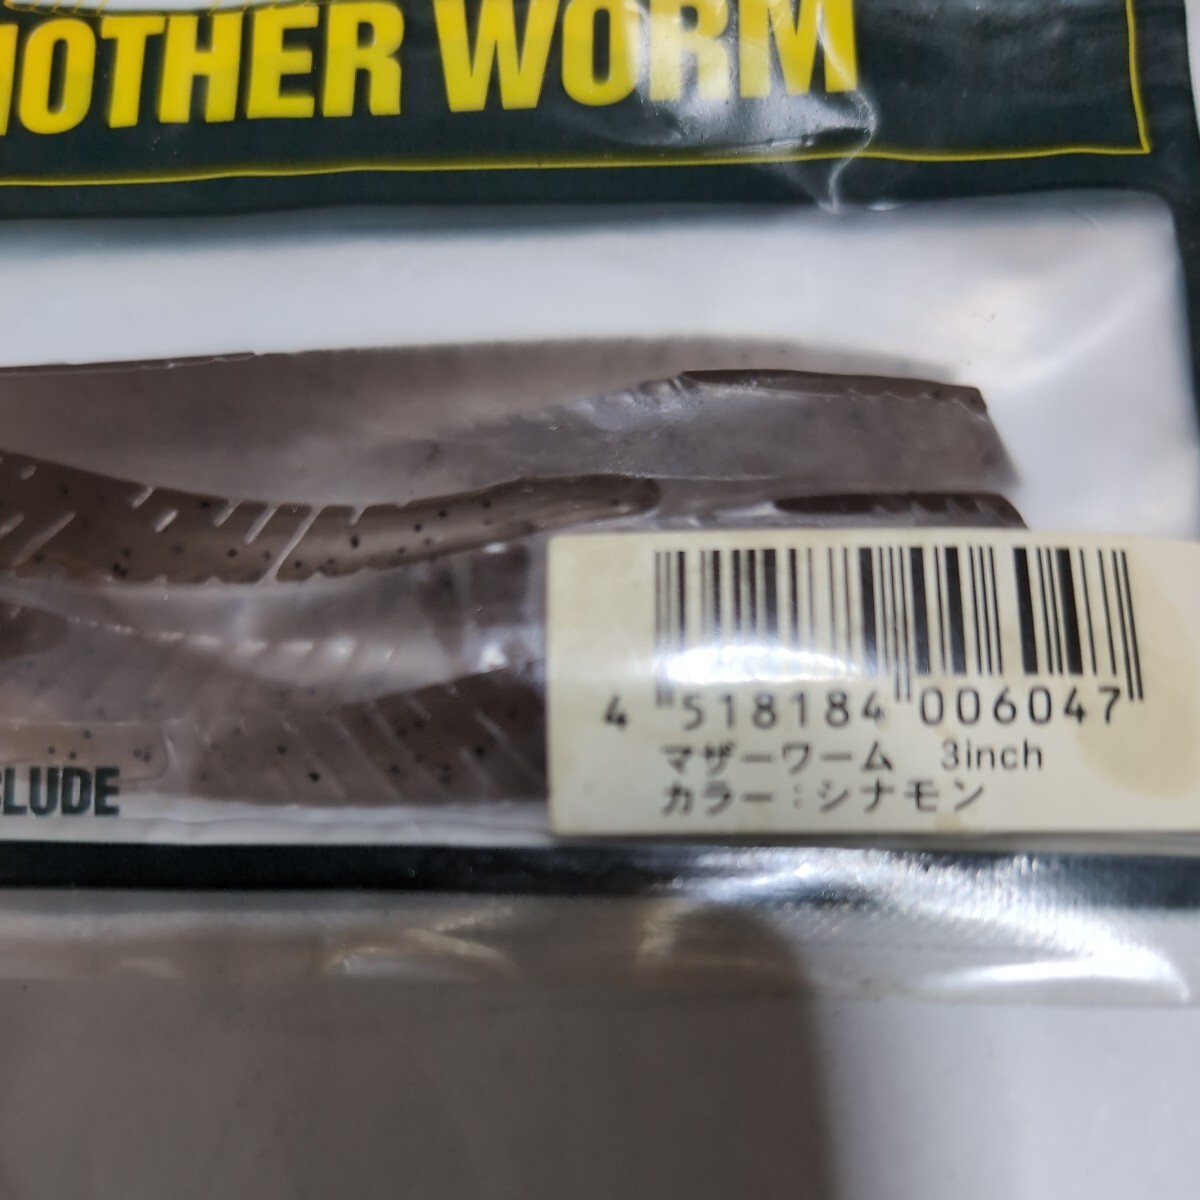 MOTHER WORM
4 518184 006047
マザーワーム 3inch
カラー：シナモン